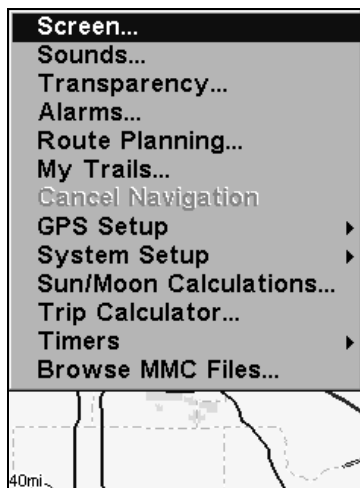 Screen...
Sounds...
Transparency...
Alarms...
Route Planning...
My Trails...
Cancel Navigation
GPS Setup
System Setup
Sun/Moon Calculations...
Trip Calculator...
Timers
Browse MMC Files...
40mi